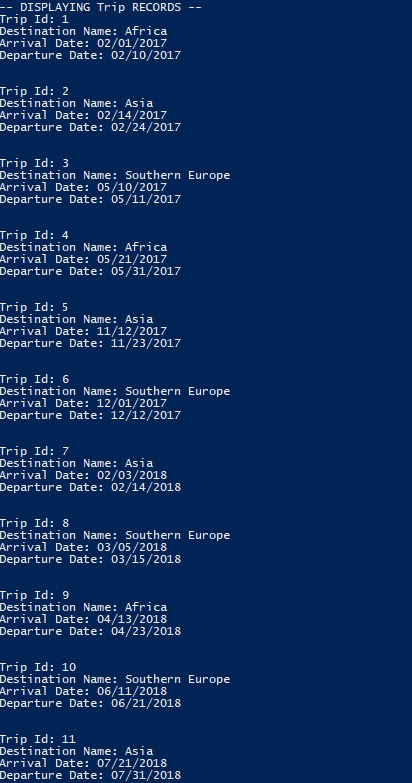 -- DISPLAYING Trip RECORDS --
Trip Id: 1
Destination Name: Africa
Arrival Date: 02/01/2017
Departure Date: 02/10/2017
Trip Id: 2
Destination Name: Asia
Arrival Date: 02/14/2017
Departure Date: 02/24/2017
Trip Id: 3
Destination Name: Southern Europe
Arrival Date: 05/10/2017
Departure Date: 05/11/2017
Trip Id: 4
Destination Name: Africa
Arrival Date: 05/21/2017
Departure Date: 05/31/2017
Trip Id: 5
Destination Name: Asia
Arrival Date: 11/12/2017
Departure Date: 11/23/2017
Trip Id: 6
Destination Name: Southern Europe
Arrival Date: 12/01/2017
Departure Date: 12/12/2017
Trip Id: 7
Destination Name: Asia
Arrival Date: 02/03/2018
Departure Date: 02/14/2018
Trip Id: 8
Destination Name: Southern Europe
Arrival Date: 03/05/2018
Departure Date: 03/15/2018
Trip Id: 9
Destination Name: Africa
Arrival Date: 04/13/2018
Departure Date: 04/23/2018
Trip Id: 10
Destination Name: Southern Europe
Arrival Date: 06/11/2018
Departure Date: 06/21/2018
Trip Id: 11
Destination Name: Asia
Arrival Date: 07/21/2018
Departure Date: 07/31/2018